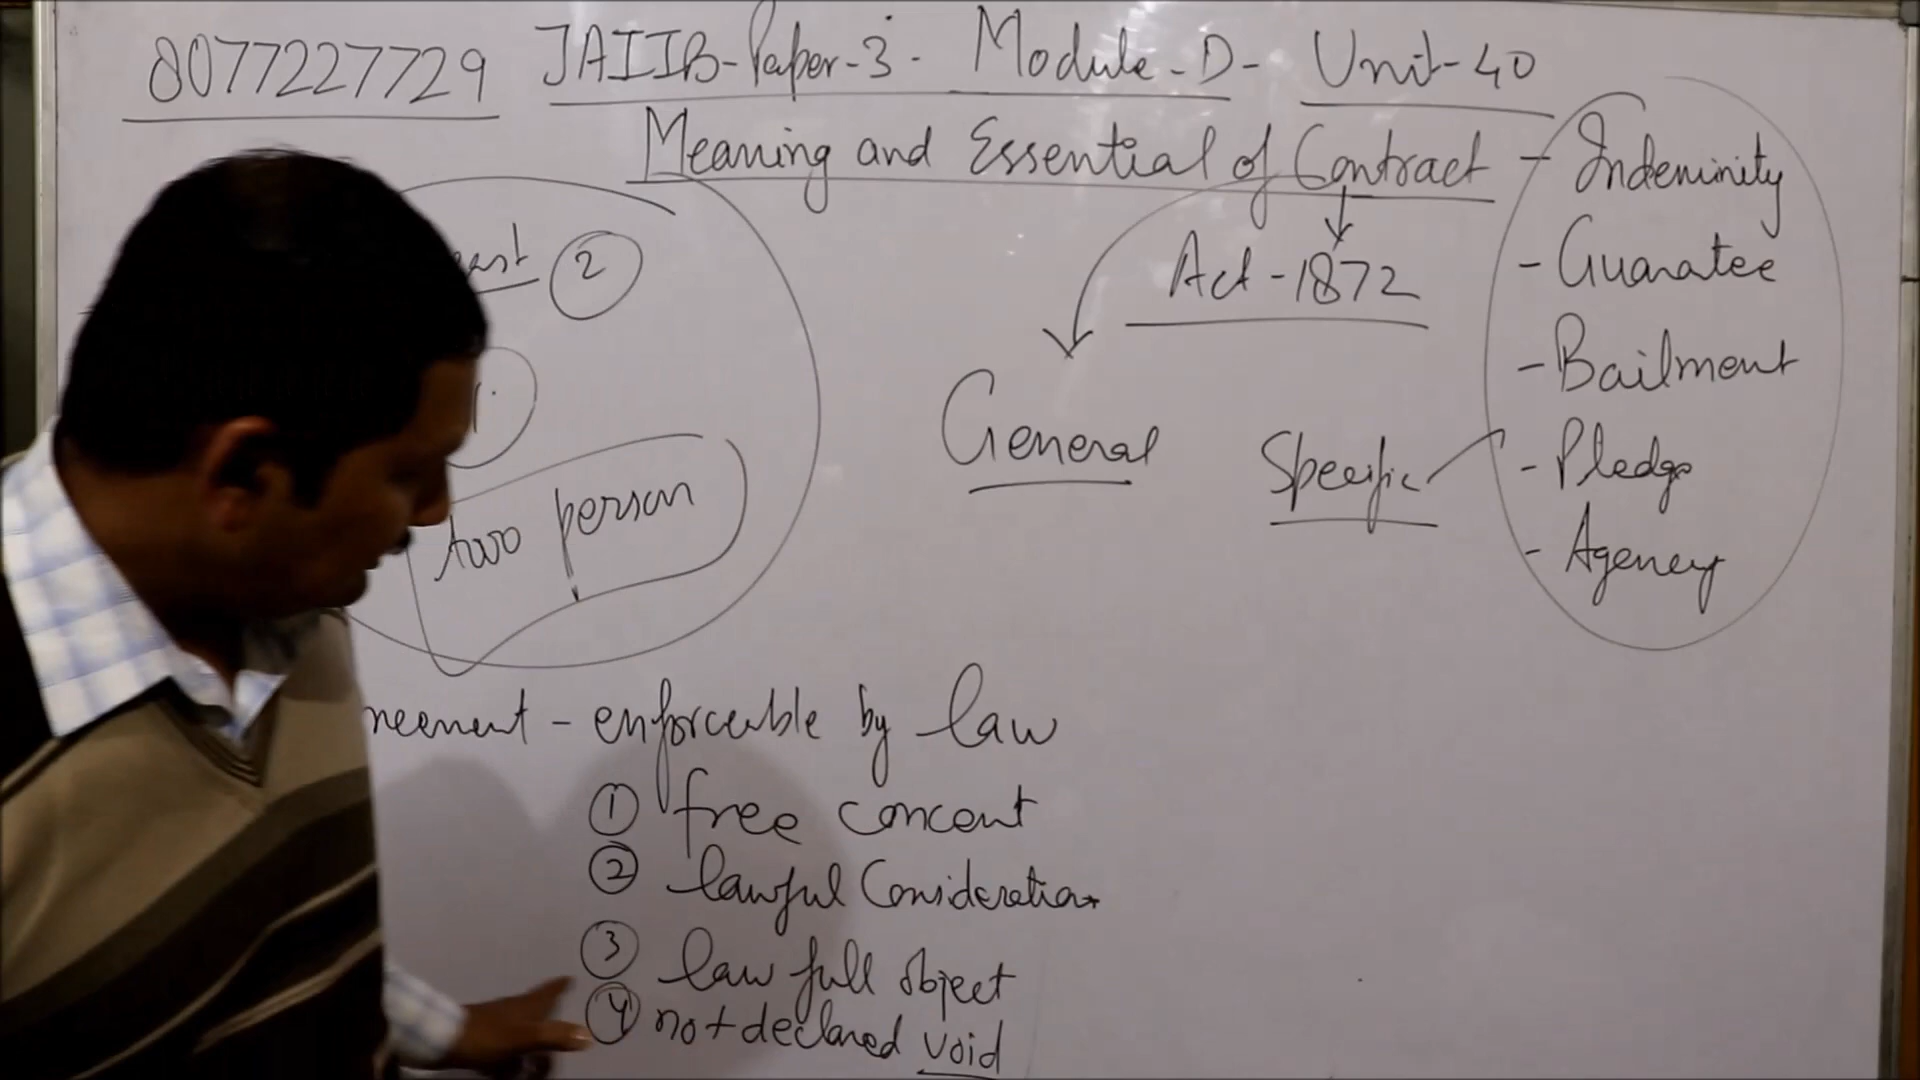 8077227729 JAIIB-Paper-3. Module-D- Unit-40
Meaning and Essential of Contract - Indeminity
Act-1872
- Guaratee
- Bailment
- Pledge
- Agency
General
Specific
2
two person
- enforceable by law
① free concent
② lawful Consideration
③ law full object
④ not declared void